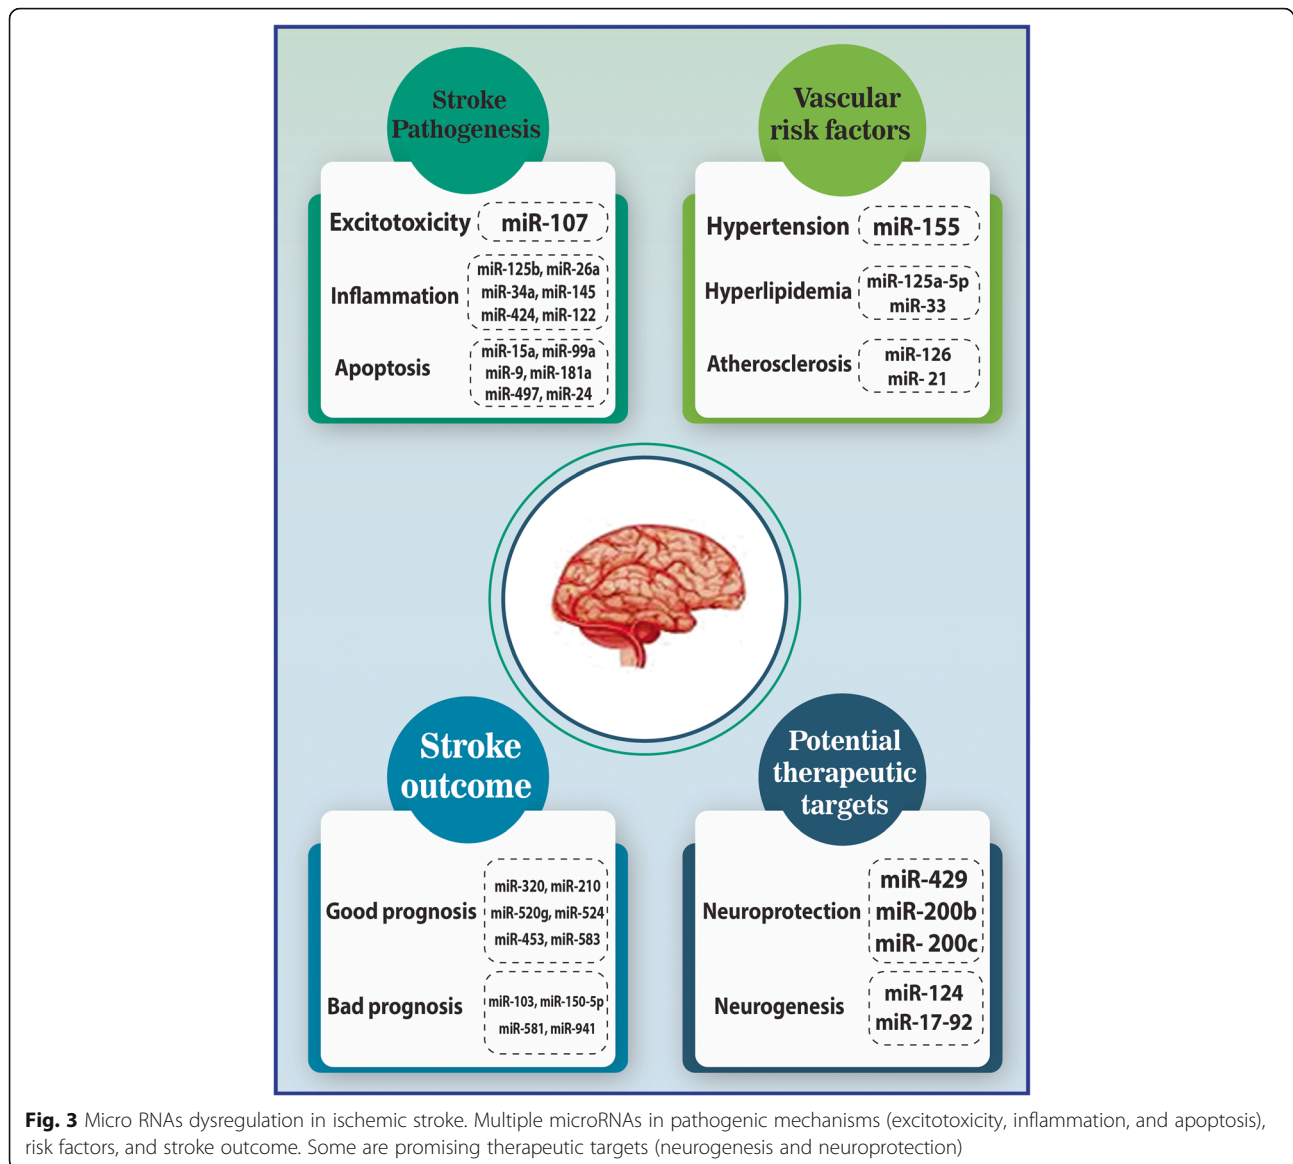 Stroke
Pathogenesis
Excitotoxicity
miR-107
Inflammation
miR-125b, miR-26a
miR-34a, miR-145
miR-424, miR-122
Apoptosis
miR-15a, miR-99a
miR-9, miR-181a
miR-497, miR-24
Vascular
risk factors
Hypertension
miR-155
Hyperlipidemia
miR-125a-5p
miR-33
Atherosclerosis
miR-126
miR- 21
Stroke
outcome
Good prognosis
miR-320, miR-210
miR-520g, miR-524
miR-453, miR-583
Bad prognosis
miR-103, miR-150-5p
miR-581, miR-941
Potential
therapeutic
targets
Neuroprotection
miR-429
miR-200b
miR- 200c
Neurogenesis
miR-124
miR-17-92
Fig. 3 Micro RNAs dysregulation in ischemic stroke. Multiple microRNAs in pathogenic mechanisms (excitotoxicity, inflammation, and apoptosis),
risk factors, and stroke outcome. Some are promising therapeutic targets (neurogenesis and neuroprotection)